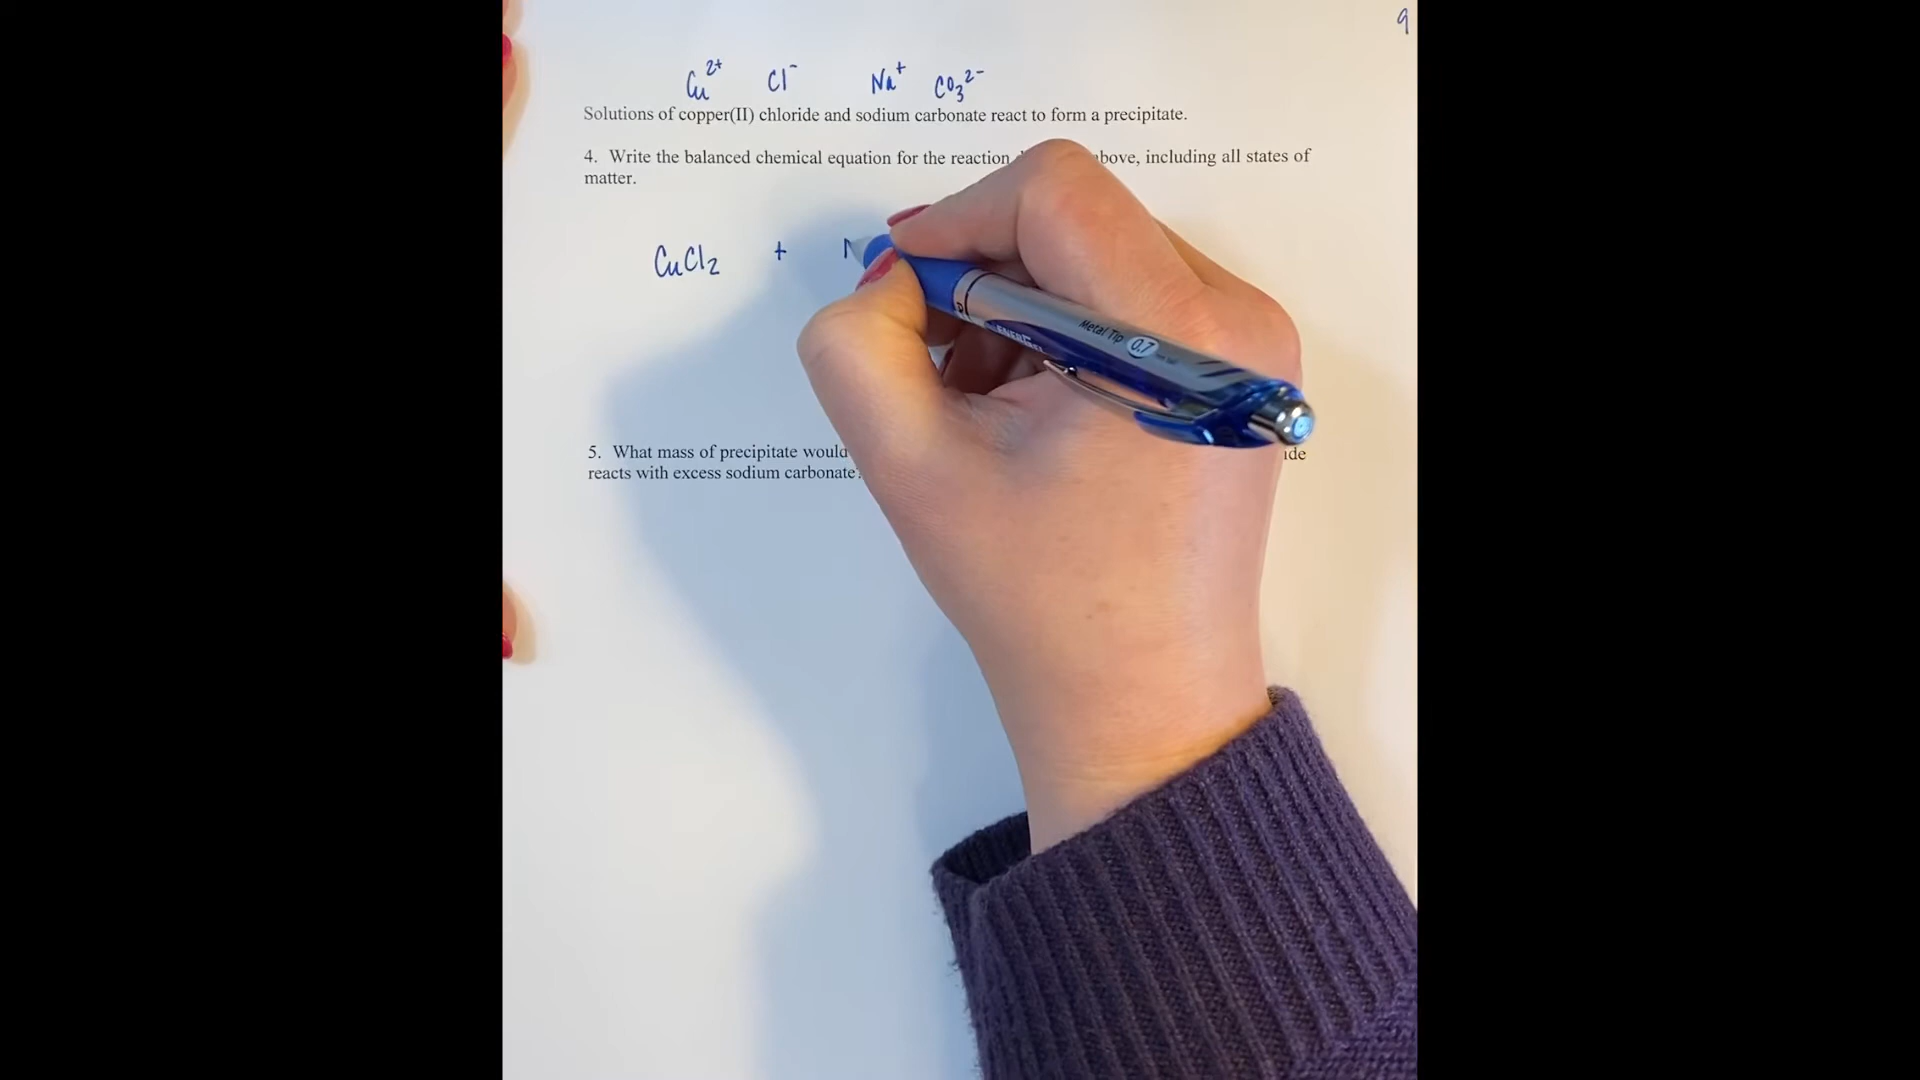 9
Cu²⁺ Cl⁻ Na⁺ CO₃²⁻
Solutions of copper(II) chloride and sodium carbonate react to form a precipitate.
4. Write the balanced chemical equation for the reaction bove, including all states of
matter.
CuCl₂ + N
Metal Tip 0.7
5. What mass of precipitate would ide
reacts with excess sodium carbonate?